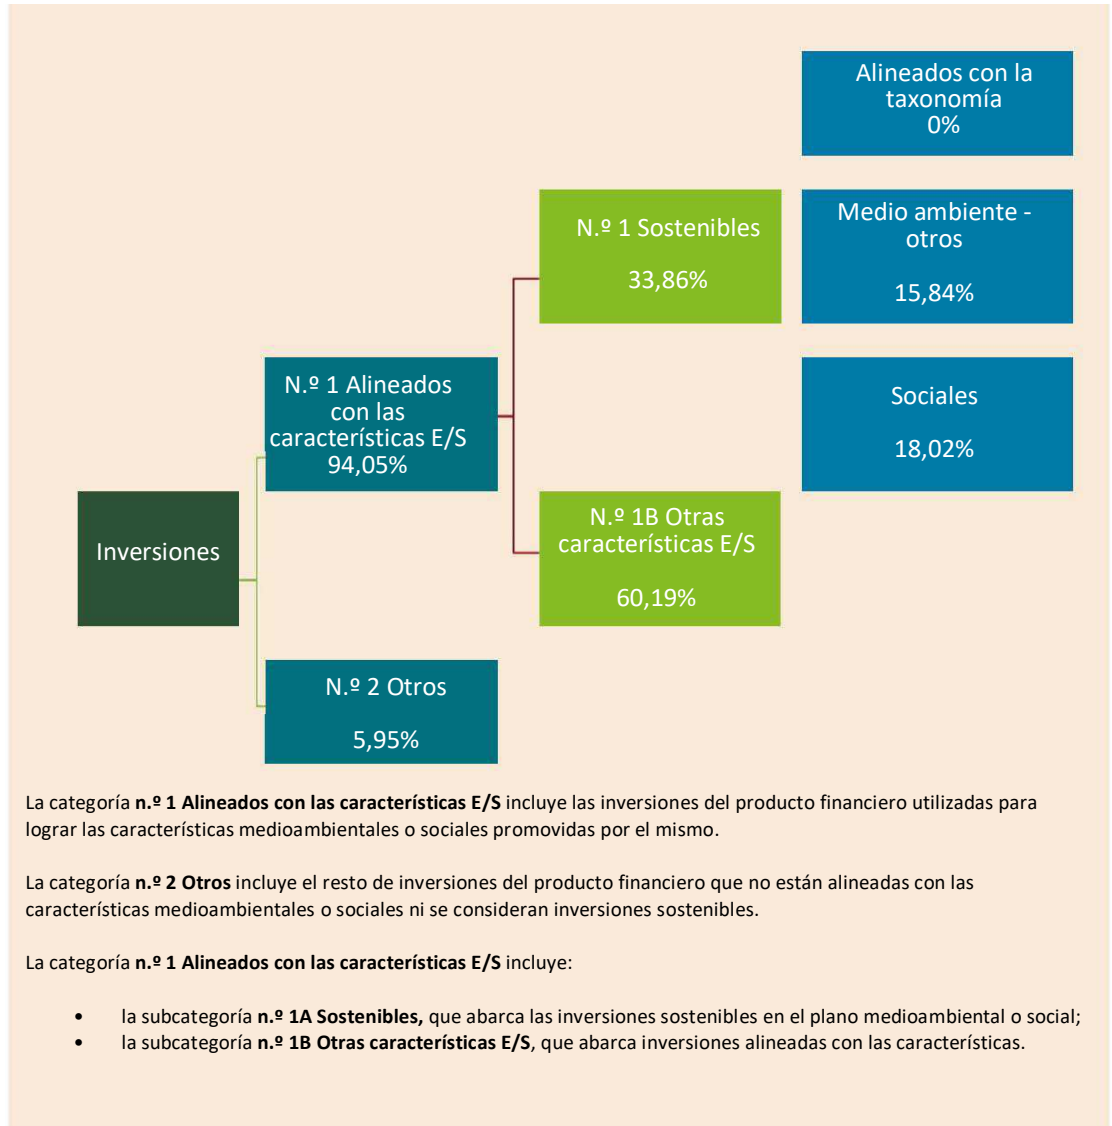 Alineados con la
taxonomía
0%
N.º 1 Sostenibles
33,86%
Medio ambiente -
otros
15,84%
N.º 1 Alineados
con las
características E/S
94,05%
Sociales
18,02%
Inversiones
N.º 1B Otras
características E/S
60,19%
N.º 2 Otros
5,95%
La categoría n.º 1 Alineados con las características E/S incluye las inversiones del producto financiero utilizadas para
lograr las características medioambientales o sociales promovidas por el mismo.
La categoría n.º 2 Otros incluye el resto de inversiones del producto financiero que no están alineadas con las
características medioambientales o sociales ni se consideran inversiones sostenibles.
La categoría n.º 1 Alineados con las características E/S incluye:
• la subcategoría n.º 1A Sostenibles, que abarca las inversiones sostenibles en el plano medioambiental o social;
• la subcategoría n.º 1B Otras características E/S, que abarca inversiones alineadas con las características.